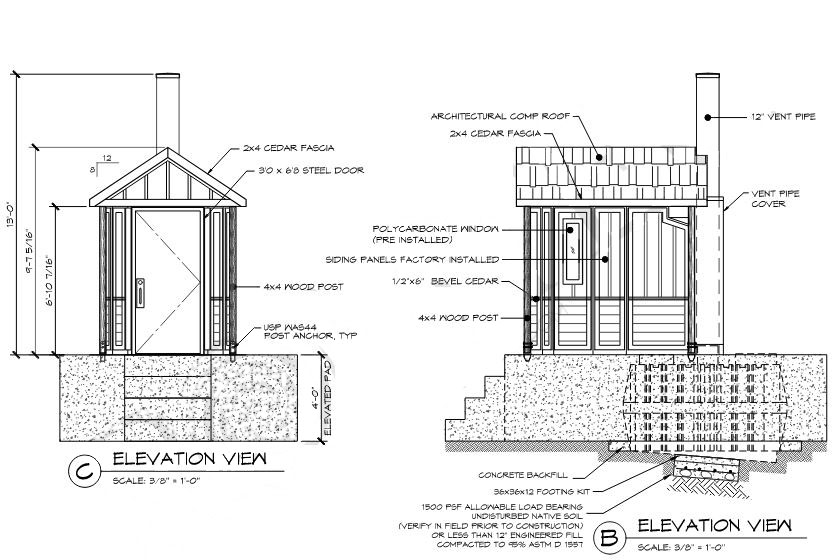 13'-0"
9'-7 5/16"
6'-10 7/16"
12
8
2x4 CEDAR FASCIA
3'0 x 6'8 STEEL DOOR
4x4 WOOD POST
USP WAS44
POST ANCHOR, TYP
4'-0"
ELEVATED PAD
C
ELEVATION VIEW
SCALE: 3/8" = 1'-0"
ARCHITECTURAL COMP ROOF
2x4 CEDAR FASCIA
12" VENT PIPE
VENT PIPE
COVER
POLYCARBONATE WINDOW
(PRE INSTALLED)
SIDING PANELS FACTORY INSTALLED
1/2"x6" BEVEL CEDAR
4x4 WOOD POST
CONCRETE BACKFILL
36x36x12 FOOTING KIT
1500 PSF ALLOWABLE LOAD BEARING
UNDISTURBED NATIVE SOIL
(VERIFY IN FIELD PRIOR TO CONSTRUCTION)
OR LESS THAN 12" ENGINEERED FILL
COMPACTED TO 95% ASTM D 1557
B
ELEVATION VIEW
SCALE: 3/8" = 1'-0"